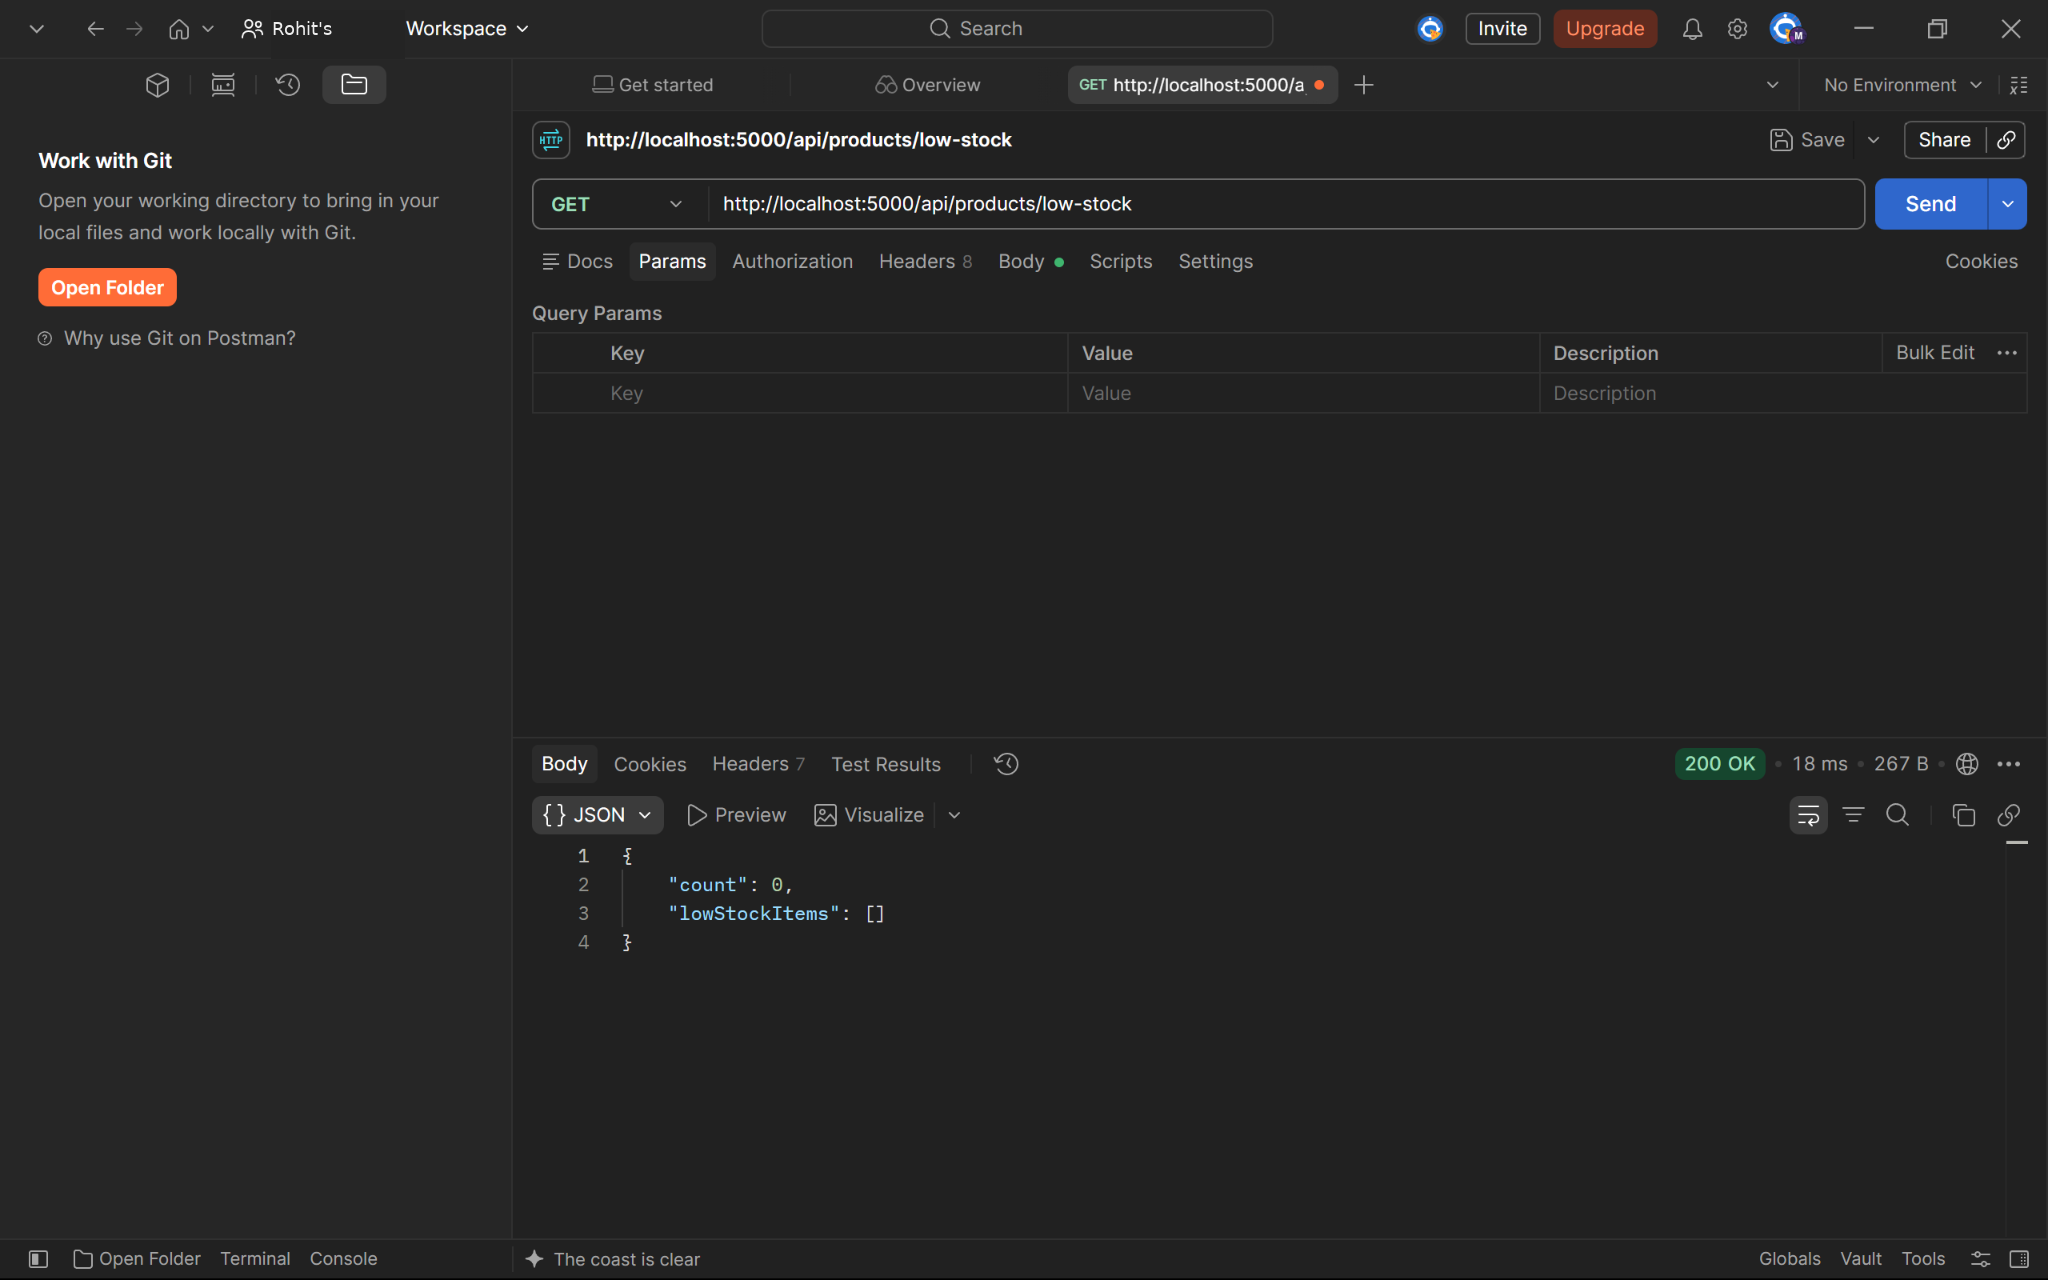 Rohit's Workspace
Search
Invite
Upgrade
M
Get started
Overview
GET http://localhost:5000/a
No Environment
Work with Git
Open your working directory to bring in your
local files and work locally with Git.
Open Folder
Why use Git on Postman?
HTTP
http://localhost:5000/api/products/low-stock
Save
Share
GET
http://localhost:5000/api/products/low-stock
Send
Docs
Params
Authorization
Headers 8
Body
Scripts
Settings
Cookies
Query Params
Key
Value
Description
Bulk Edit
Key
Value
Description
Body
Cookies
Headers 7
Test Results
200 OK
18 ms
267 B
{} JSON
Preview
Visualize
1 {
2 "count": 0,
3 "lowStockItems": []
4 }
Open Folder
Terminal
Console
The coast is clear
Globals
Vault
Tools